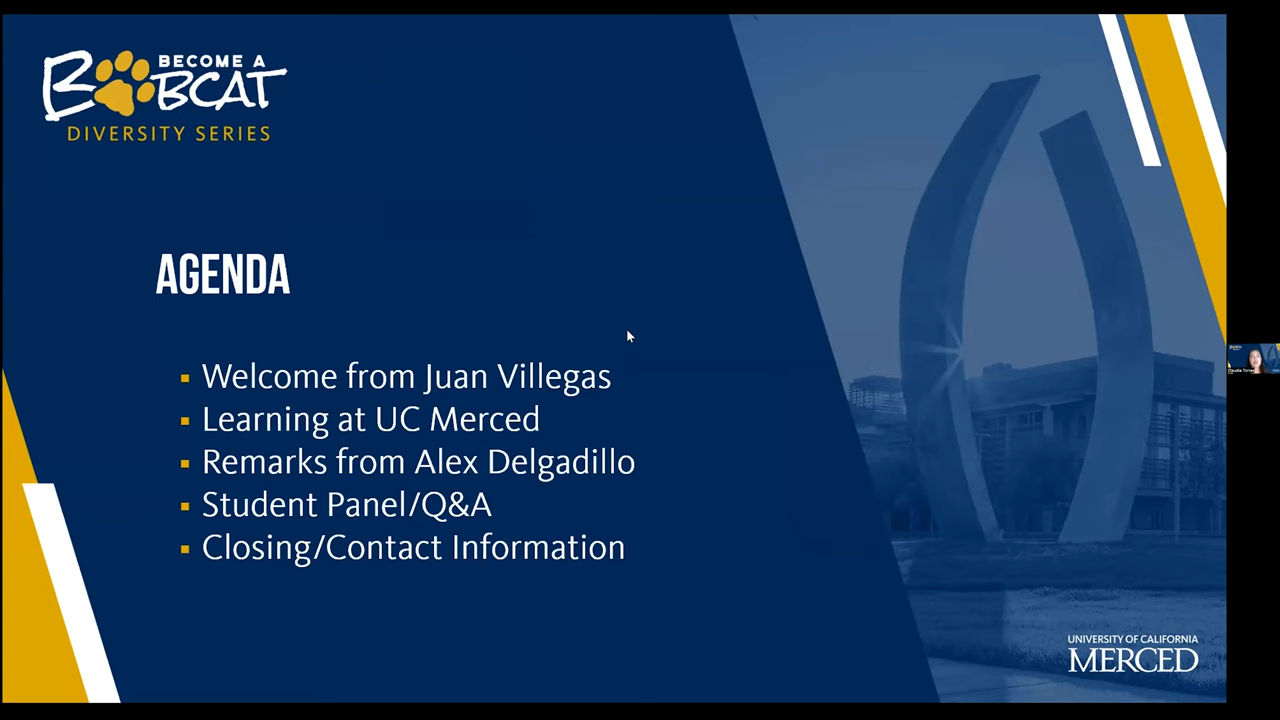 BECOME A
BOBCAT
DIVERSITY SERIES
AGENDA
▪ Welcome from Juan Villegas
▪ Learning at UC Merced
▪ Remarks from Alex Delgadillo
▪ Student Panel/Q&A
▪ Closing/Contact Information
UNIVERSITY OF CALIFORNIA
MERCED